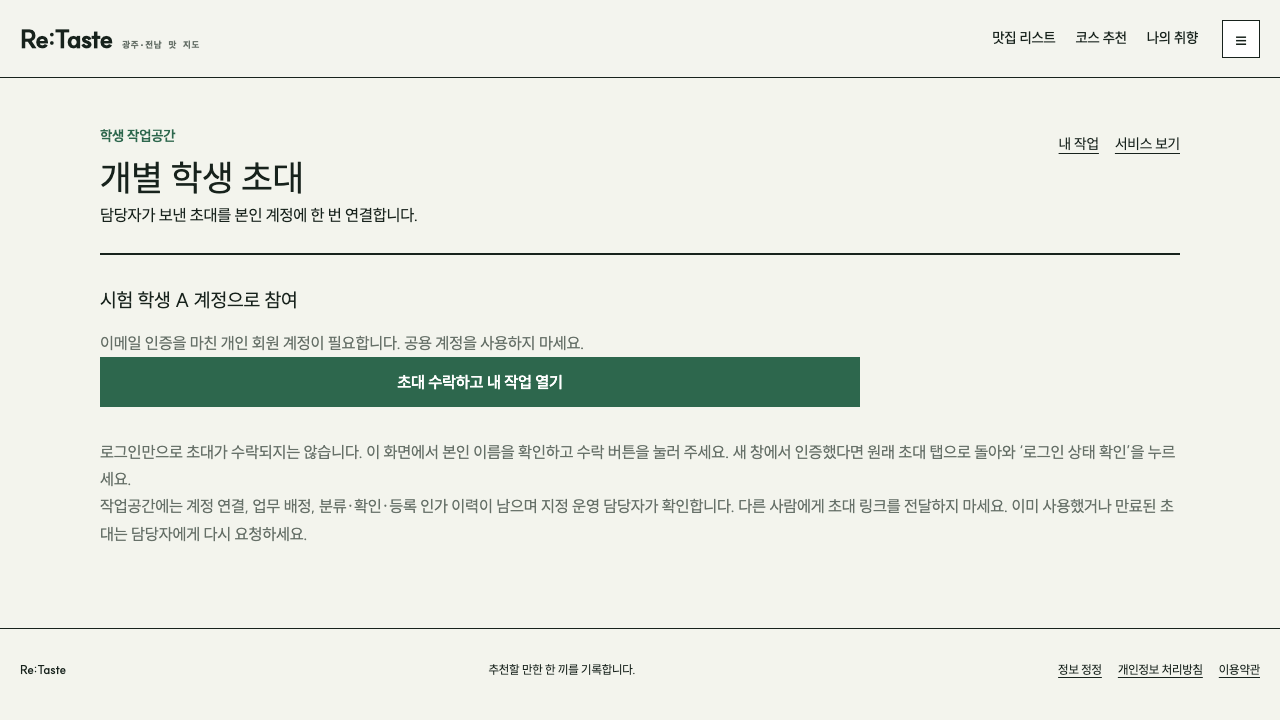 Re:Taste 광주·전남 맛 지도
맛집 리스트 코스 추천 나의 취향
학생 작업공간
내 작업 서비스 보기
개별 학생 초대
담당자가 보낸 초대를 본인 계정에 한 번 연결합니다.
시험 학생 A 계정으로 참여
이메일 인증을 마친 개인 회원 계정이 필요합니다. 공용 계정을 사용하지 마세요.
초대 수락하고 내 작업 열기
로그인만으로 초대가 수락되지는 않습니다. 이 화면에서 본인 이름을 확인하고 수락 버튼을 눌러 주세요. 새 창에서 인증했다면 원래 초대 탭으로 돌아와 ‘로그인 상태 확인’을 누르
세요.
작업공간에는 계정 연결, 업무 배정, 분류·확인·등록 인가 이력이 남으며 지정 운영 담당자가 확인합니다. 다른 사람에게 초대 링크를 전달하지 마세요. 이미 사용했거나 만료된 초
대는 담당자에게 다시 요청하세요.
Re:Taste
추천할 만한 한 끼를 기록합니다.
정보 정정 개인정보 처리방침 이용약관